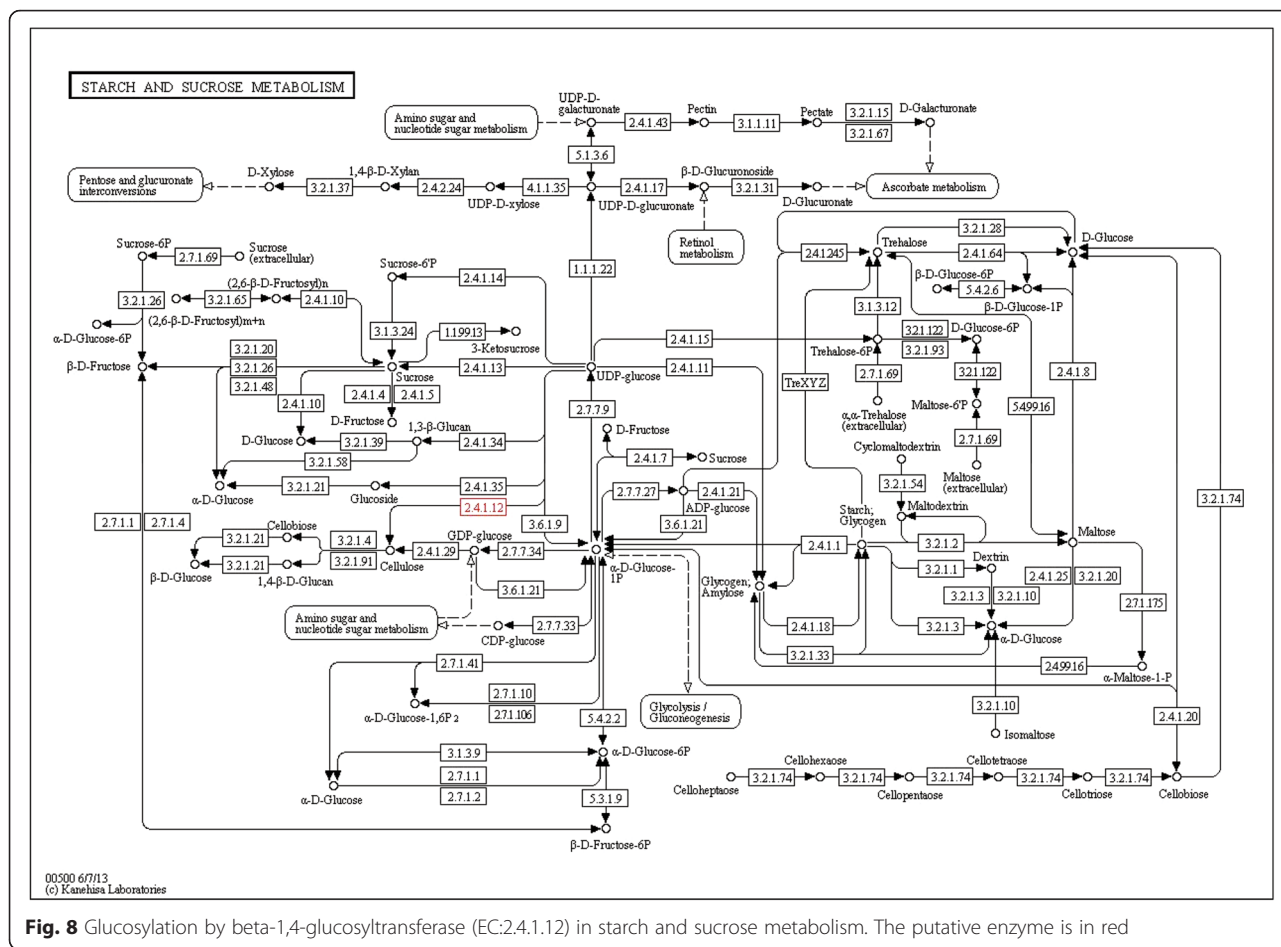 STARCH AND SUCROSE METABOLISM
Amino sugar and
nucleotide sugar metabolism
UDP-D-
galacturonate
2.4.1.43
Pectin
3.1.1.11
Pectate
3.2.1.15
3.2.1.67
D-Galacturonate
5.1.3.6
Pentose and glucuronate
interconversions
D-Xylose
3.2.1.37
1,4-β-D-Xylan
2.4.2.24
UDP-D-xylose
4.1.1.35
UDP-D-glucuronate
2.4.1.17
β-D-Glucuronoside
3.2.1.31
D-Glucuronate
Ascorbate metabolism
Retinol
metabolism
1.1.1.22
Sucrose-6P
2.7.1.69
Sucrose
(extracellular)
3.2.1.26
α-D-Glucose-6P
(2,6-β-D-Fructosyl)n
3.2.1.65
2.4.1.10
(2,6-β-D-Fructosyl)m+n
Sucrose-6'P
2.4.1.14
3.1.3.24
1.1.99.13
3-Ketosucrose
β-D-Fructose
3.2.1.20
3.2.1.26
3.2.1.48
Sucrose
2.4.1.13
UDP-glucose
2.4.1.15
2.4.1.11
2.4.1.10
2.4.1.4
2.4.1.5
D-Fructose
D-Glucose
3.2.1.39
1,3-β-Glucan
2.4.1.34
3.2.1.58
α-D-Glucose
3.2.1.21
Glucoside
2.4.1.35
2.4.1.12
2.7.7.9
D-Fructose
2.4.1.7
Sucrose
2.7.7.27
ADP-glucose
2.4.1.21
3.6.1.21
3.6.1.9
2.7.1.1
2.7.1.4
Cellobiose
3.2.1.21
3.2.1.4
β-D-Glucose
3.2.1.21
1,4-β-D-Glucan
3.2.1.91
Cellulose
2.4.1.29
GDP-glucose
2.7.7.34
3.6.1.21
α-D-Glucose-
1P
Amino sugar and
nucleotide sugar metabolism
CDP-glucose
2.7.7.33
2.7.1.41
2.7.1.10
2.7.1.106
α-D-Glucose-1,6P2
5.4.2.2
Glycolysis /
Gluconeogenesis
3.1.3.9
2.7.1.1
2.7.1.2
α-D-Glucose
α-D-Glucose-6P
5.3.1.9
β-D-Fructose-6P
2.4.1.245
Trehalose
3.2.1.28
2.4.1.64
D-Glucose
β-D-Glucose-6P
5.4.2.6
β-D-Glucose-1P
3.1.3.12
Trehalose-6P
3.2.1.122
3.2.1.93
D-Glucose-6P
2.7.1.69
α,α-Trehalose
(extracellular)
3.2.1.122
Maltose-6'P
2.7.1.69
Maltose
(extracellular)
TreXYZ
5.4.99.16
2.4.1.8
Cyclomaltodextrin
3.2.1.54
Maltodextrin
Starch;
Glycogen
3.2.1.2
Maltose
2.4.1.1
3.2.1.1
Dextrin
3.2.1.3
3.2.1.10
2.4.1.25
3.2.1.20
Glycogen;
Amylose
2.4.1.18
3.2.1.3
α-D-Glucose
3.2.1.33
2.7.1.175
2.4.99.16
α-Maltose-1-P
3.2.1.10
Isomaltose
2.4.1.20
3.2.1.74
Celloheptaose
3.2.1.74
Cellohexaose
3.2.1.74
Cellopentaose
3.2.1.74
Cellotetraose
3.2.1.74
Cellotriose
3.2.1.74
Cellobiose
00500 6/7/13
(c) Kanehisa Laboratories
Fig. 8 Glucosylation by beta-1,4-glucosyltransferase (EC:2.4.1.12) in starch and sucrose metabolism. The putative enzyme is in red